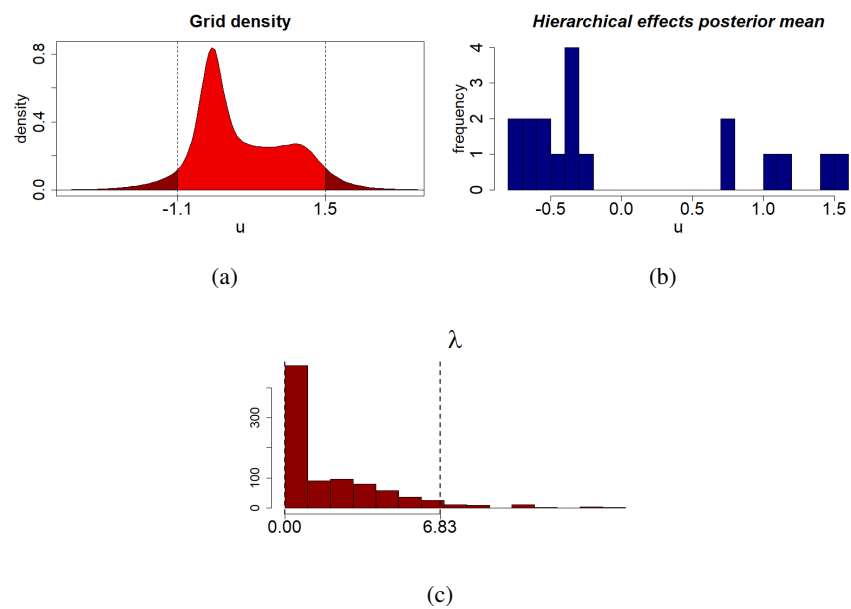 Grid density
density
0.0
0.4
0.8
-1.1
1.5
u
(a)
Hierarchical effects posterior mean
frequency
0
1
2
3
4
-0.5
0.0
0.5
1.0
1.5
u
(b)
λ
0
100
300
0.00
6.83
(c)